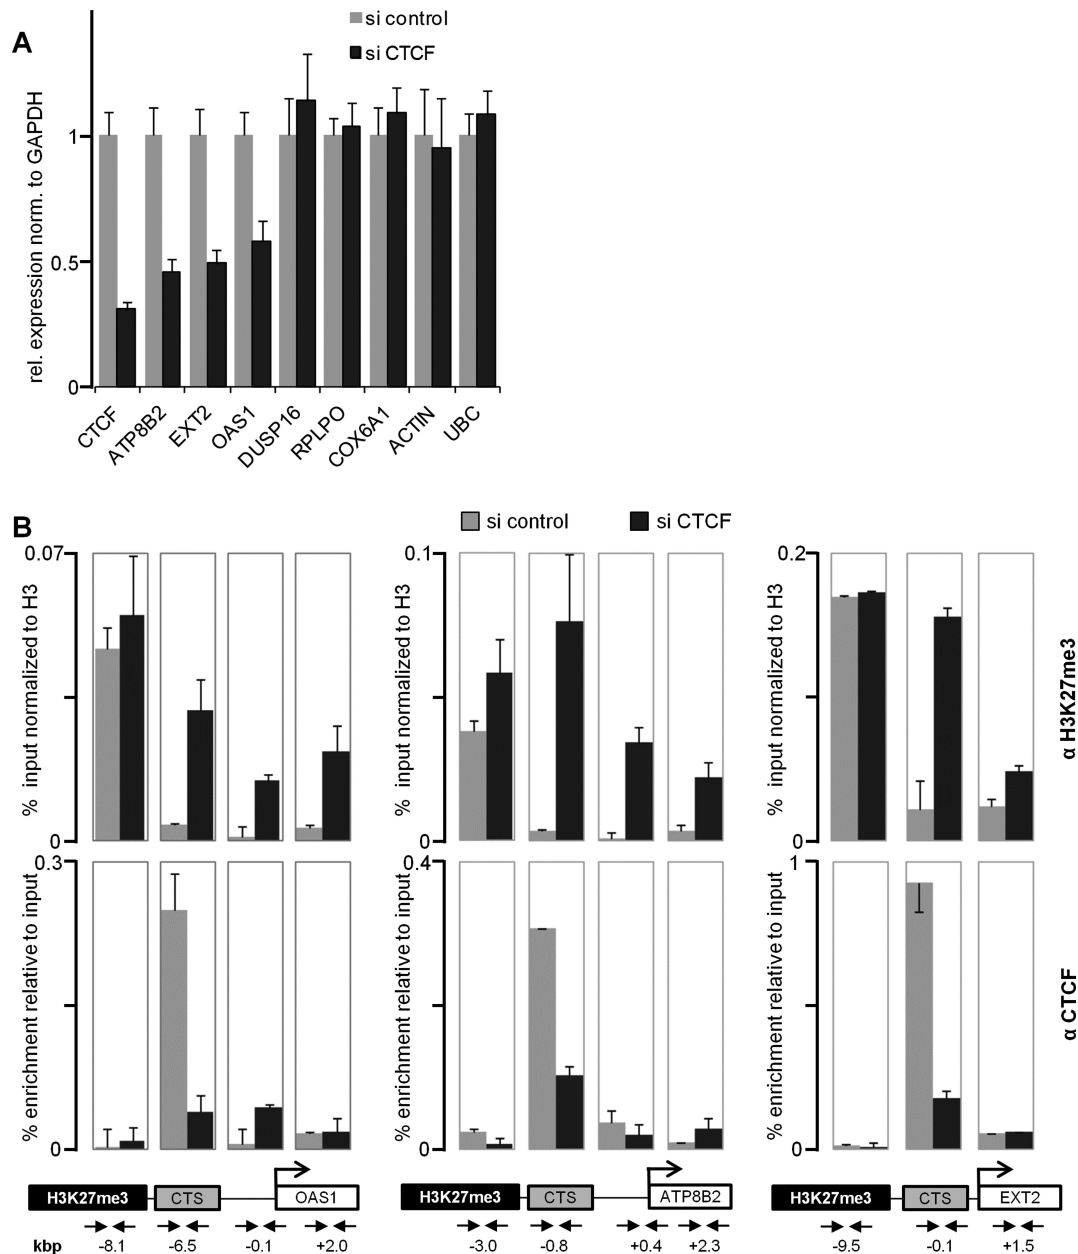 A
si control
si CTCF
rel. expression norm. to GAPDH
1
0.5
0
CTCF
ATP8B2
EXT2
OAS1
DUSP16
RPLPO
COX6A1
ACTIN
UBC
B
si control
si CTCF
% input normalized to H3
0.07
0
% input normalized to H3
0.1
0
% input normalized to H3
0.2
0
α H3K27me3
% enrichment relative to input
0.3
0
% enrichment relative to input
0.4
0
% enrichment relative to input
1
0
α CTCF
H3K27me3 CTS OAS1
H3K27me3 CTS ATP8B2
H3K27me3 CTS EXT2
kbp -8.1 -6.5 -0.1 +2.0
-3.0 -0.8 +0.4 +2.3
-9.5 -0.1 +1.5